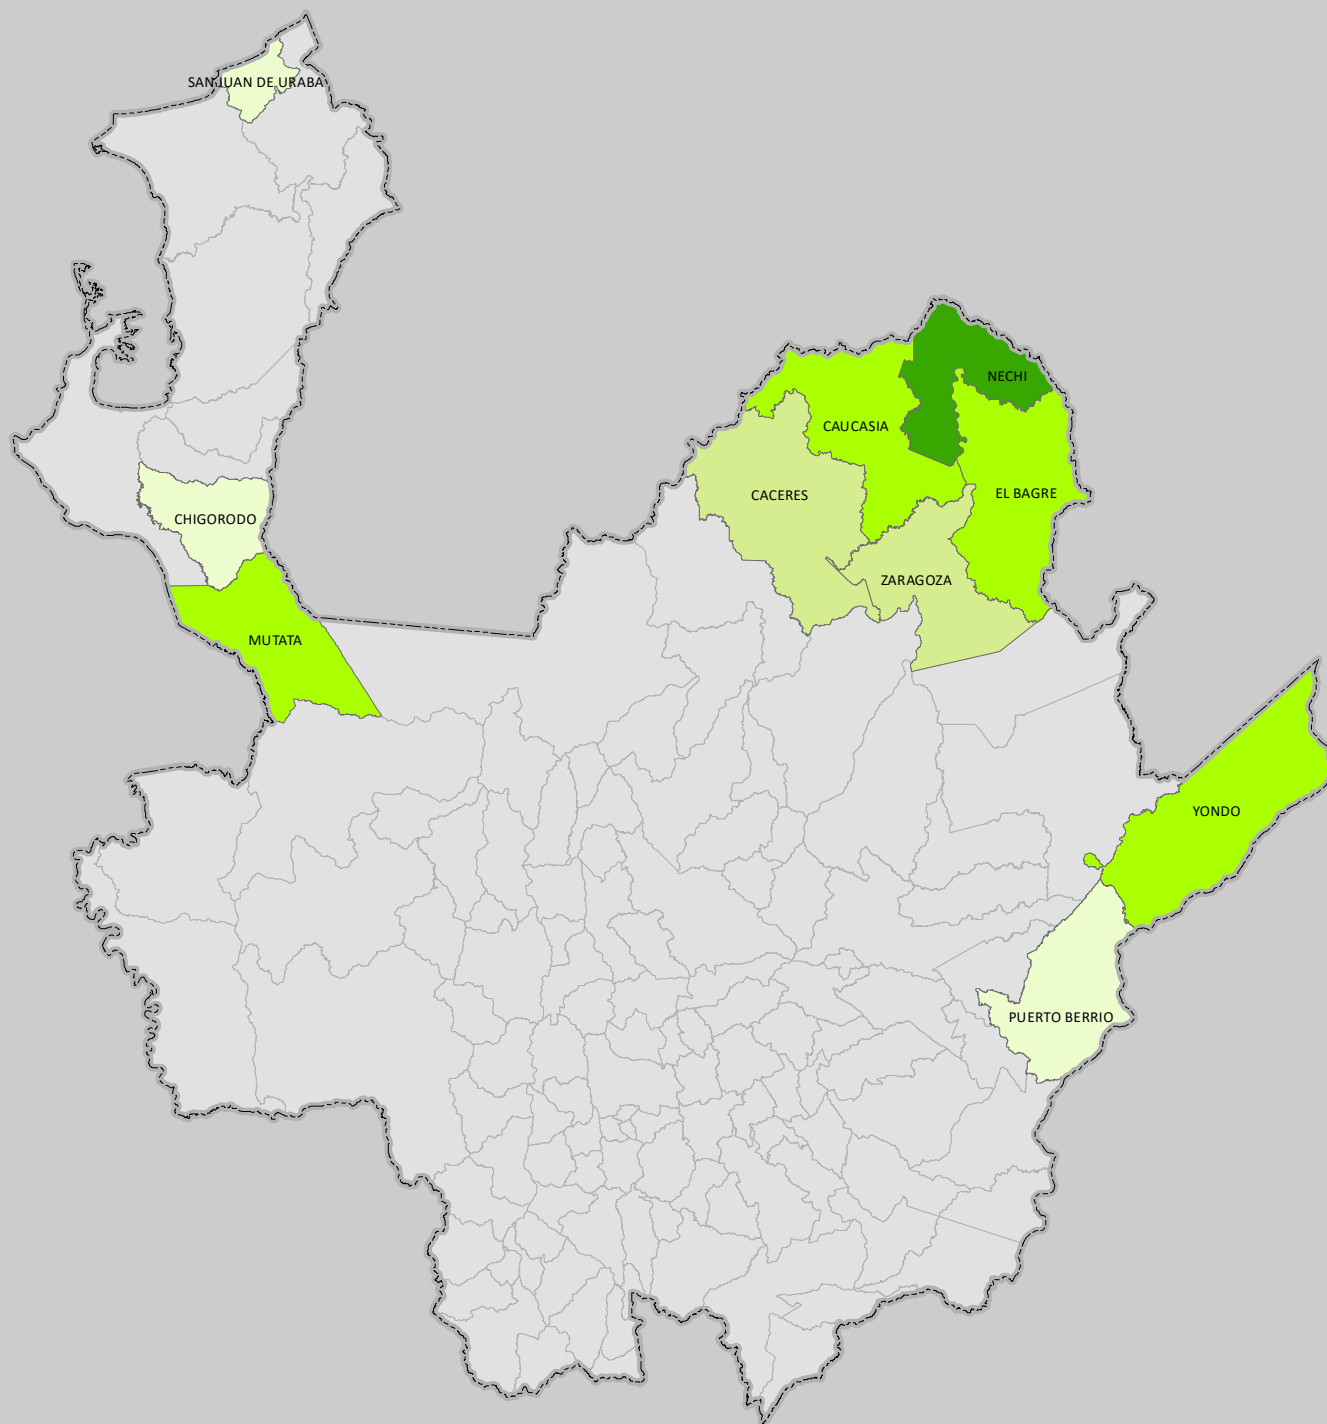 SAN JUAN DE URABA
NECHI
CAUCASIA
CACERES
EL BAGRE
CHIGORODO
ZARAGOZA
MUTATA
YONDO
PUERTO BERRIO